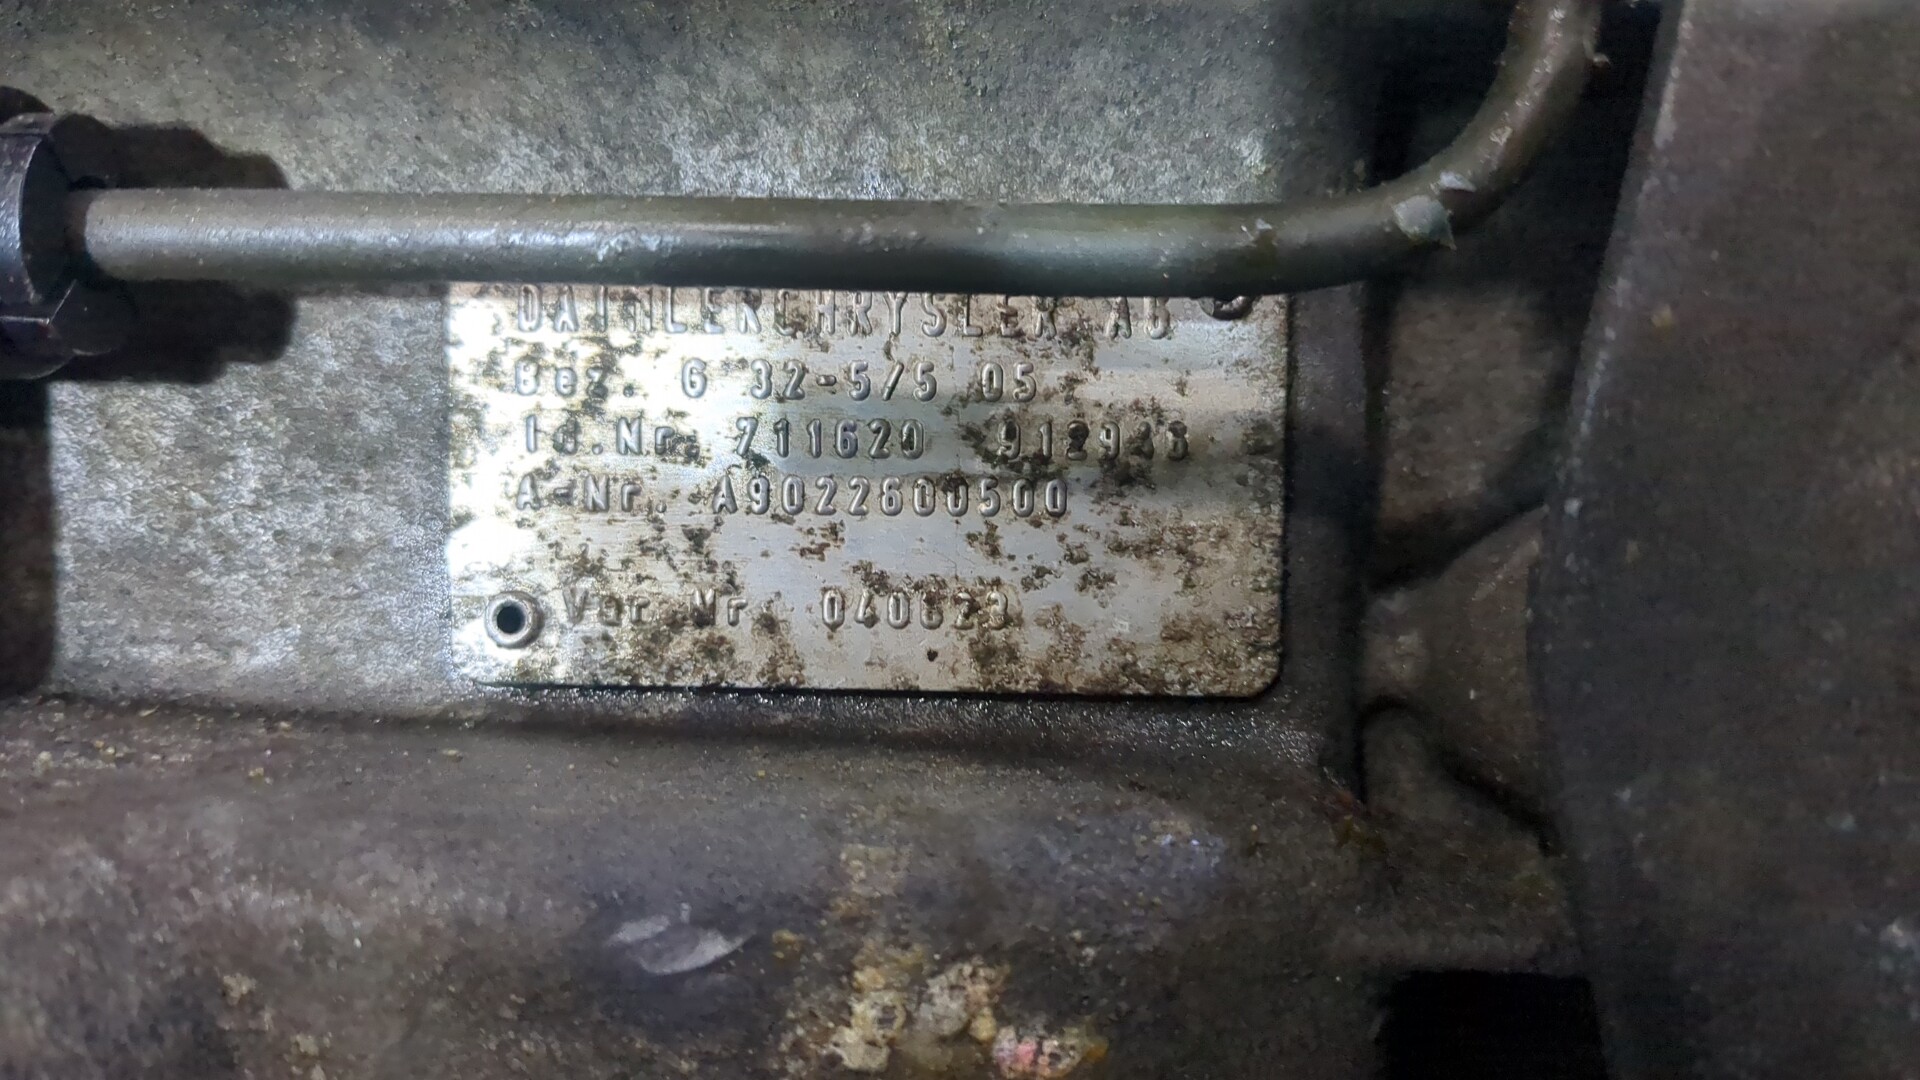 DAIMLERCHRYSLER AG
Bez. G 32-5/5 05
Id.Nr. 711620
A-Nr. A9022600500
Var.Nr.